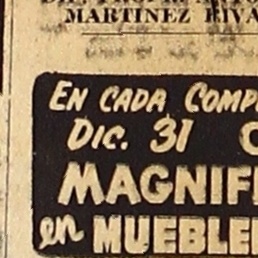 MARTINEZ RIVA
EN CADA COMP
DIC. 31
MAGNIF
en MUEBLE